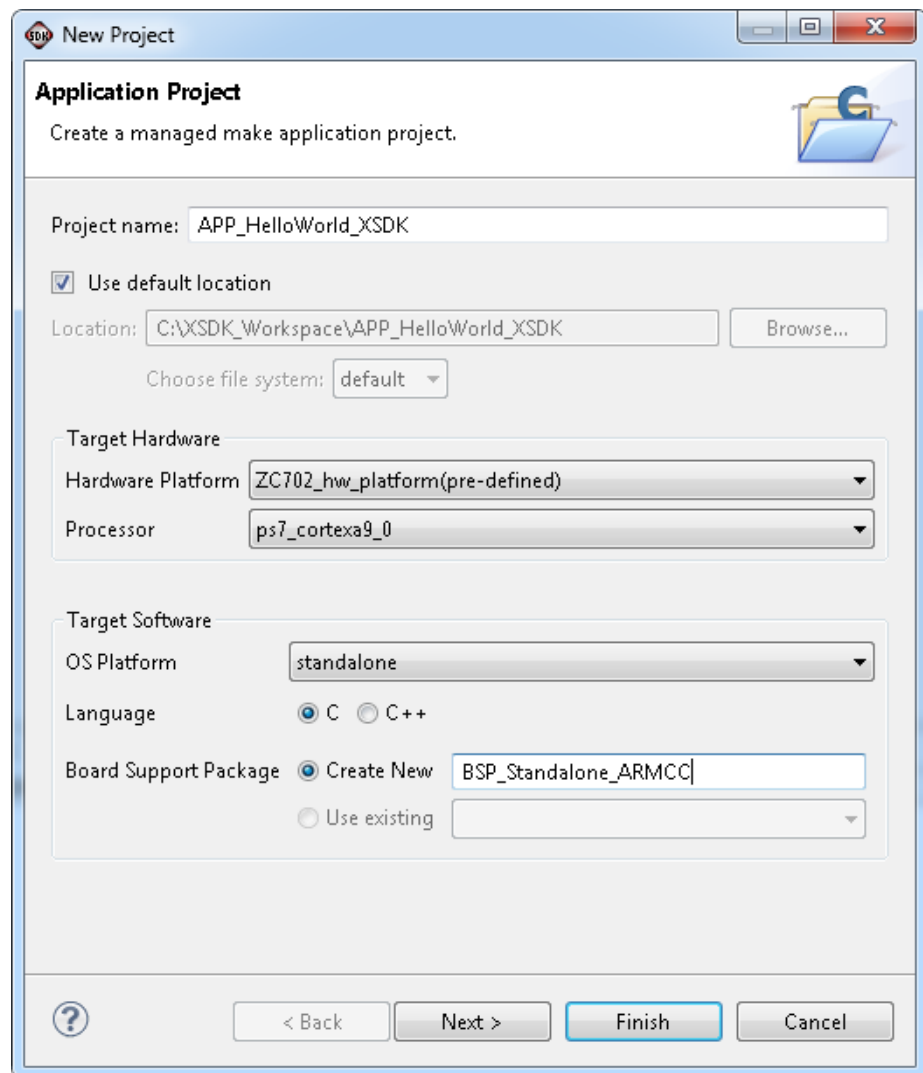 SDK New Project
Application Project
Create a managed make application project.
C
Project name: APP_HelloWorld_XSDK
Use default location
Location: C:\XSDK_Workspace\APP_HelloWorld_XSDK Browse...
Choose file system: default
Target Hardware
Hardware Platform ZC702_hw_platform(pre-defined)
Processor ps7_cortexa9_0
Target Software
OS Platform standalone
Language C C++
Board Support Package Create New BSP_Standalone_ARMCC
Use existing
? < Back Next > Finish Cancel